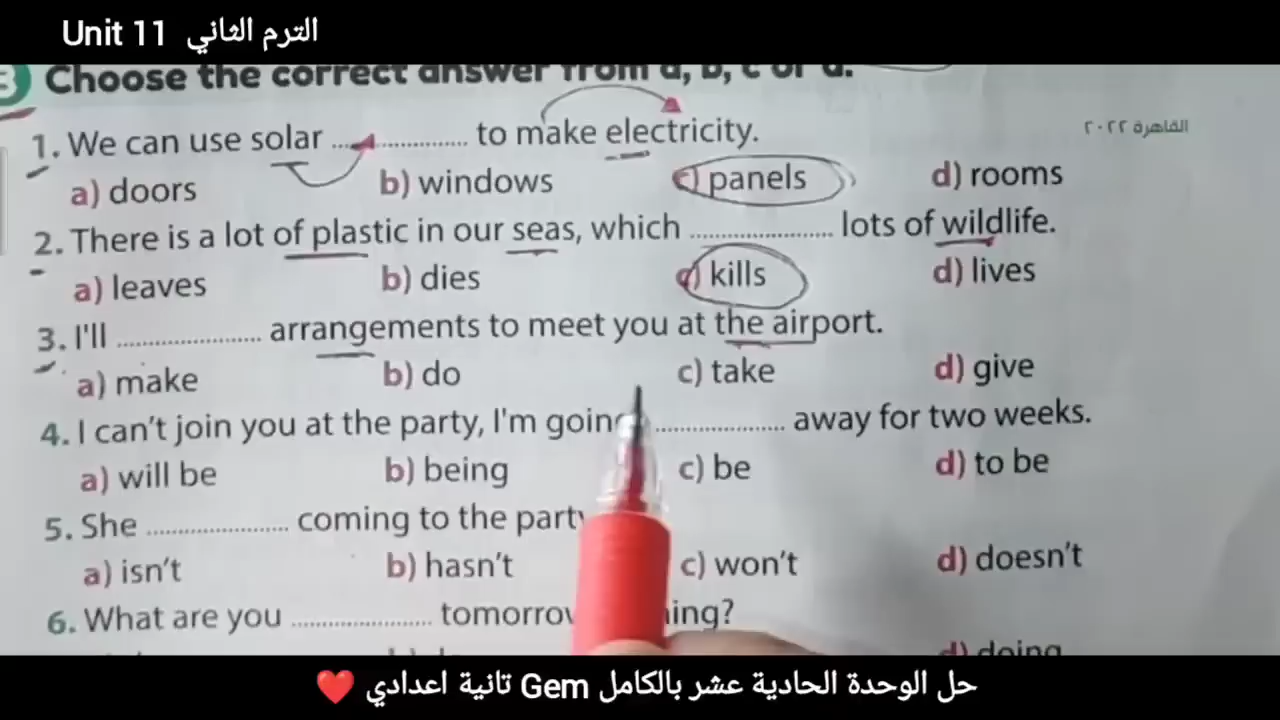 Unit 11 الترم الثاني
3 Choose the correct answer from a, b, c or d.
1. We can use solar .................... to make electricity.
القاهرة ٢٠٢٢
a) doors b) windows c) panels d) rooms
2. There is a lot of plastic in our seas, which .................... lots of wildlife.
a) leaves b) dies c) kills d) lives
3. I'll .................... arrangements to meet you at the airport.
a) make b) do c) take d) give
4. I can't join you at the party, I'm going .................... away for two weeks.
a) will be b) being c) be d) to be
5. She .................... coming to the party
a) isn't b) hasn't c) won't d) doesn't
6. What are you .................... tomorrow
d) doing
حل الوحدة الحادية عشر بالكامل Gem تانية اعدادي ❤️